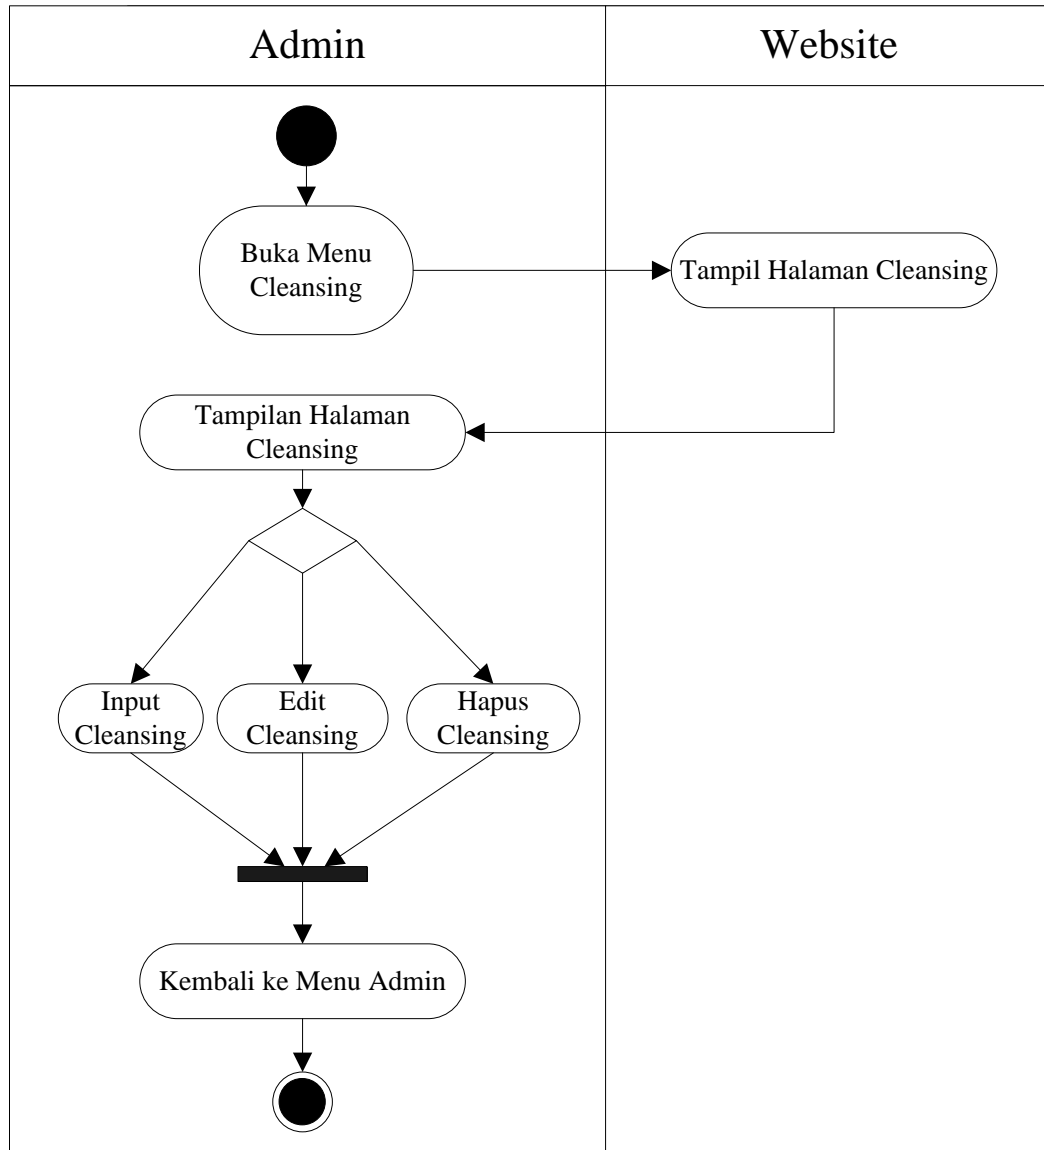 Admin
Website
Buka Menu
Cleansing
Tampil Halaman Cleansing
Tampilan Halaman
Cleansing
Input
Cleansing
Edit
Cleansing
Hapus
Cleansing
Kembali ke Menu Admin